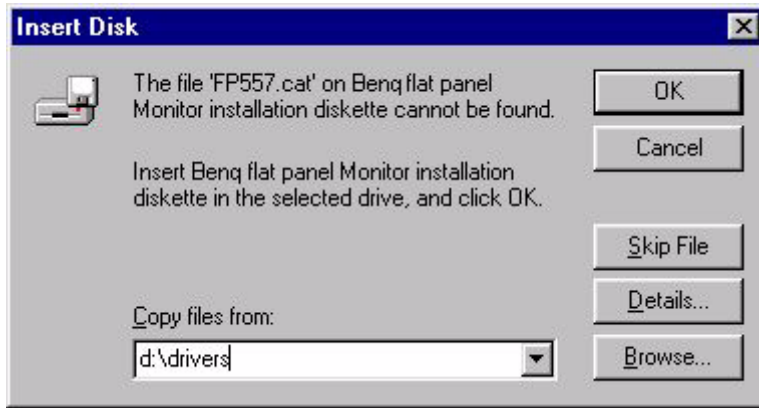 Insert Disk
The file 'FP557.cat' on Benq flat panel
Monitor installation diskette cannot be found.
Insert Benq flat panel Monitor installation
diskette in the selected drive, and click OK.
Copy files from:
d:\drivers
OK
Cancel
Skip File
Details...
Browse...